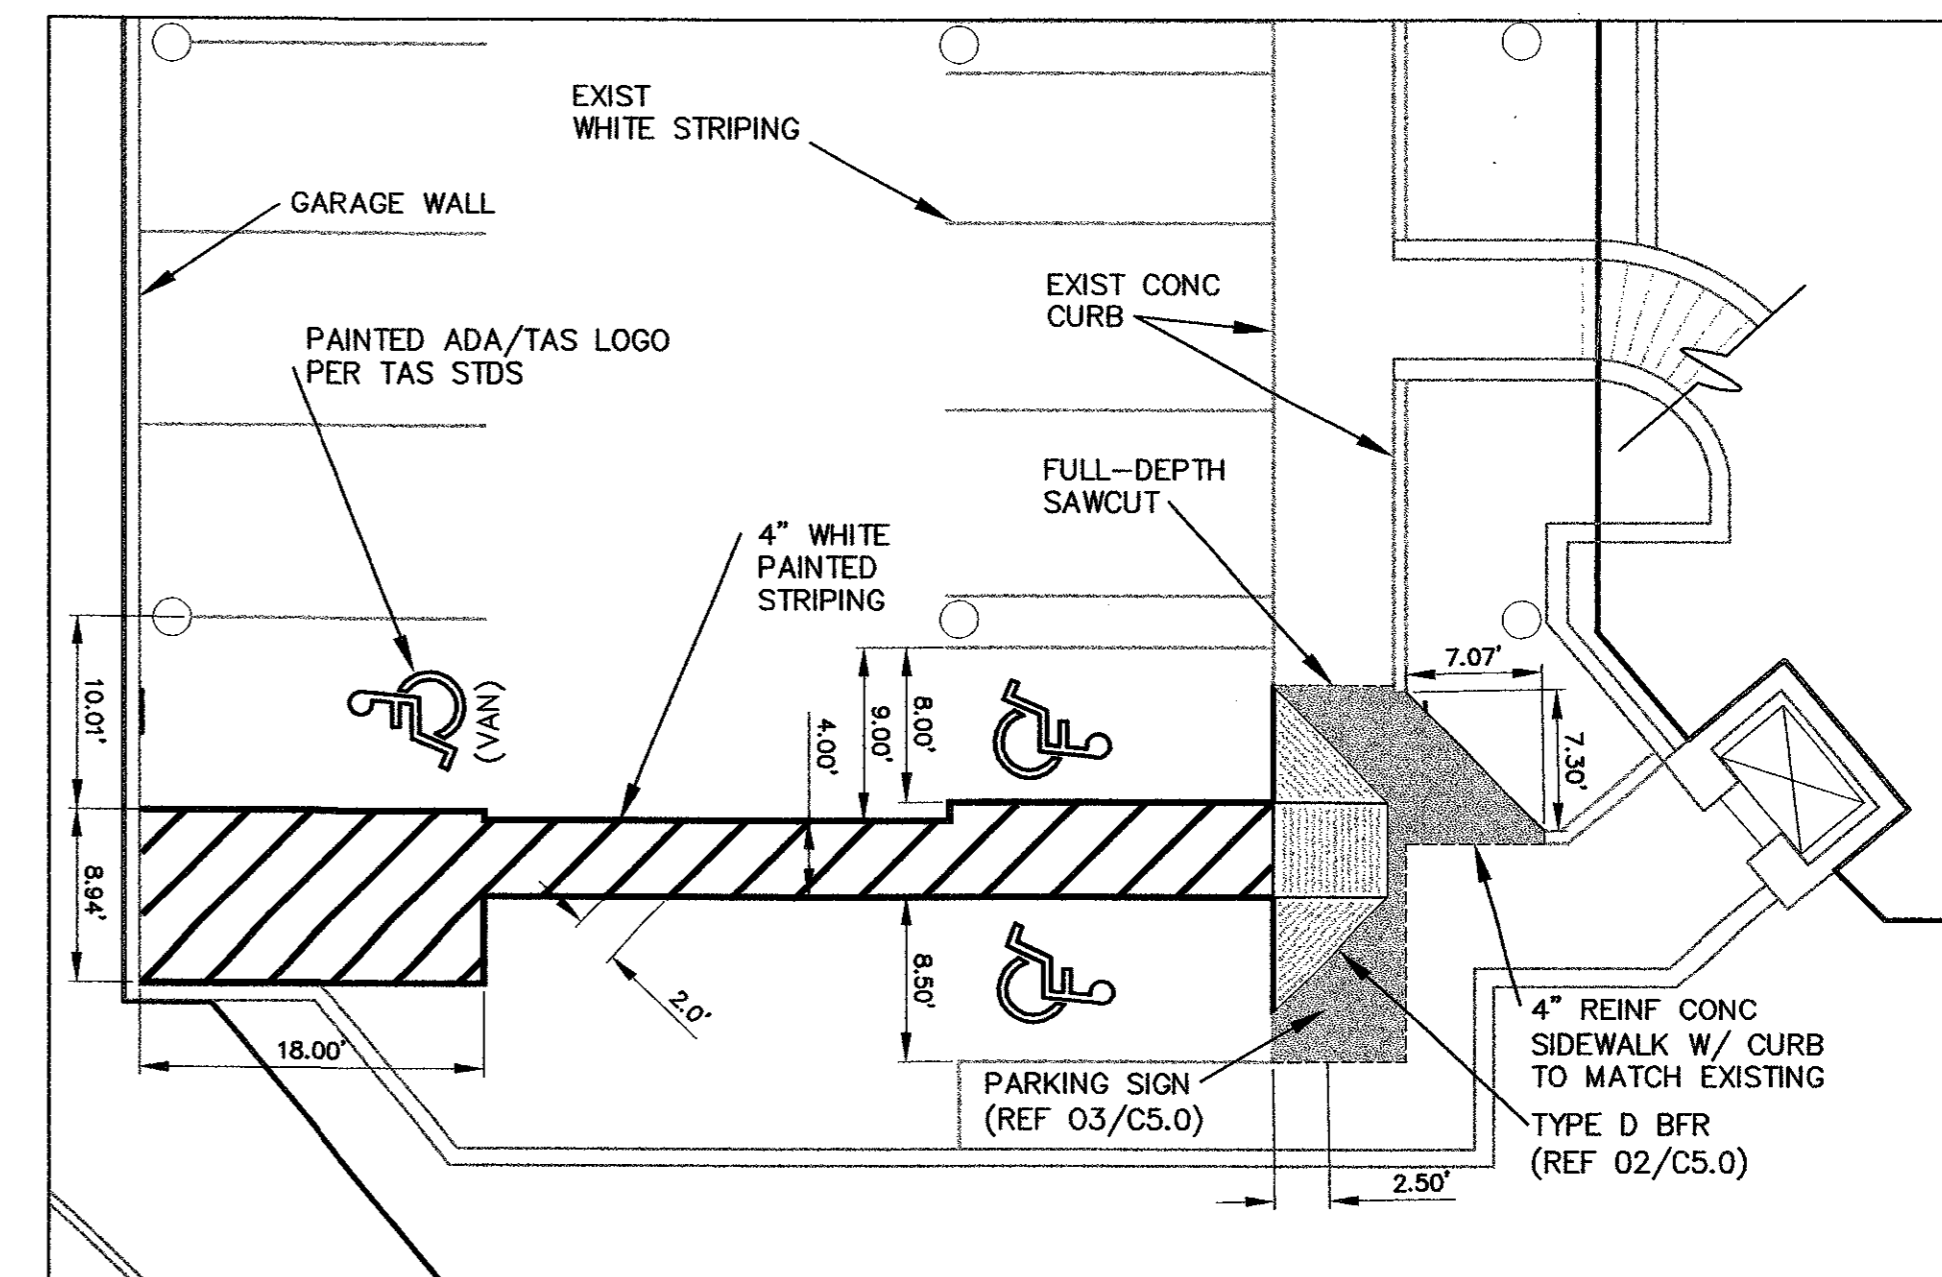 EXIST
WHITE STRIPING
GARAGE WALL
EXIST CONC
CURB
PAINTED ADA/TAS LOGO
PER TAS STDS
FULL-DEPTH
SAWCUT
4" WHITE
PAINTED
STRIPING
7.07'
7.30'
10.01'
(VAN)
4.00'
9.00'
8.00'
8.94'
8.50'
2.0'
18.00'
4" REINF CONC
SIDEWALK W/ CURB
TO MATCH EXISTING
PARKING SIGN
(REF 03/C5.0)
TYPE D BFR
(REF 02/C5.0)
2.50'